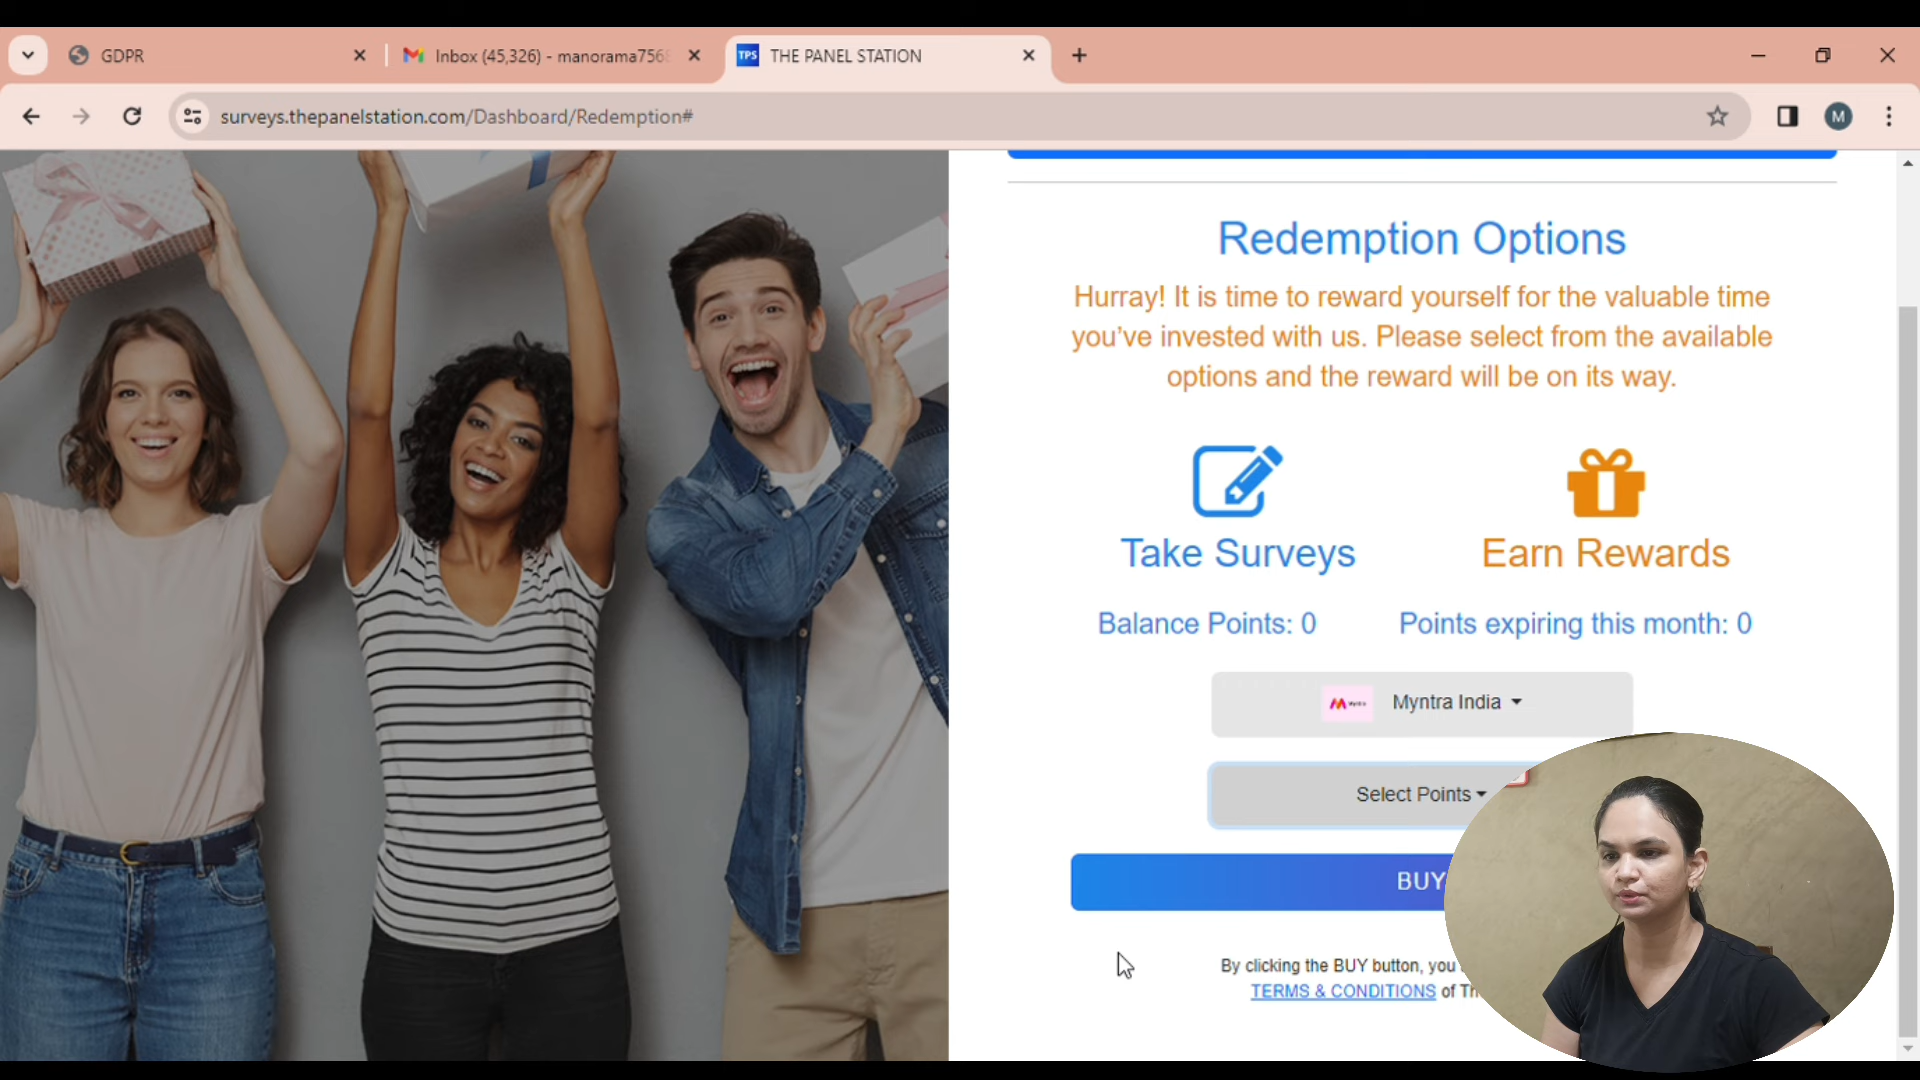 GDPR
Inbox (45,326) - manorama756
TPS THE PANEL STATION
surveys.thepanelstation.com/Dashboard/Redemption#
M
Redemption Options
Hurray! It is time to reward yourself for the valuable time
you've invested with us. Please select from the available
options and the reward will be on its way.
Take Surveys
Earn Rewards
Balance Points: 0
Points expiring this month: 0
Myntra India
Select Points
BUY
By clicking the BUY button, you
TERMS & CONDITIONS of Th